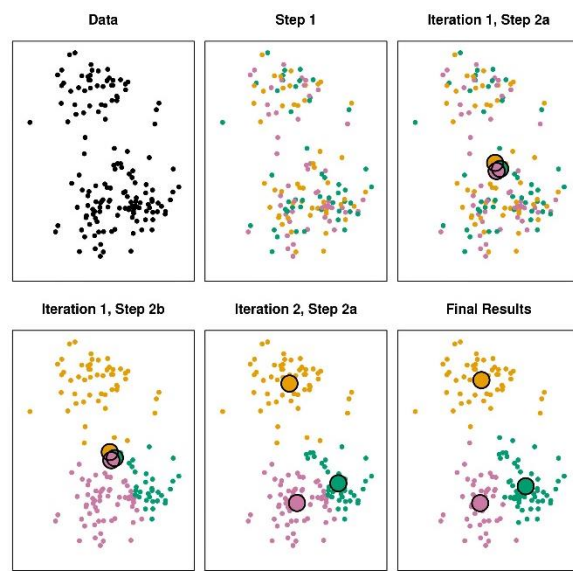 Data
Step 1
Iteration 1, Step 2a
Iteration 1, Step 2b
Iteration 2, Step 2a
Final Results